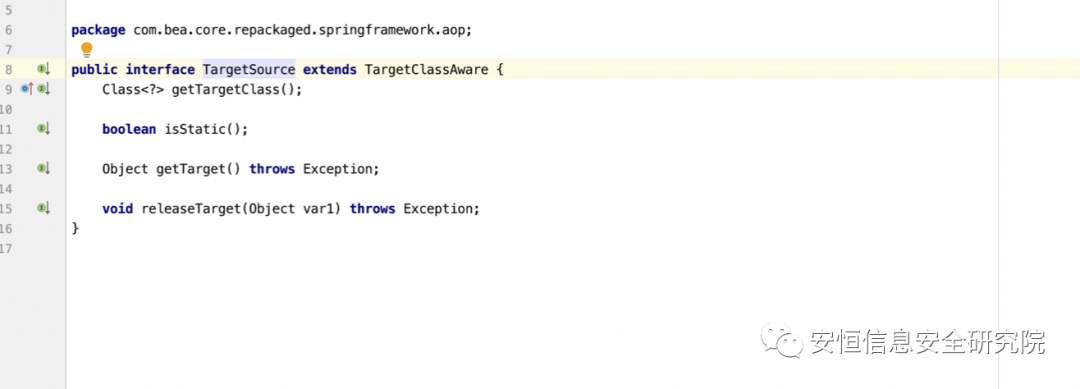 5
6 package com.bea.core.repackaged.springframework.aop;
7
8 public interface TargetSource extends TargetClassAware {
9 Class<?> getTargetClass();
10
11 boolean isStatic();
12
13 Object getTarget() throws Exception;
14
15 void releaseTarget(Object var1) throws Exception;
16 }
17
安恒信息安全研究院